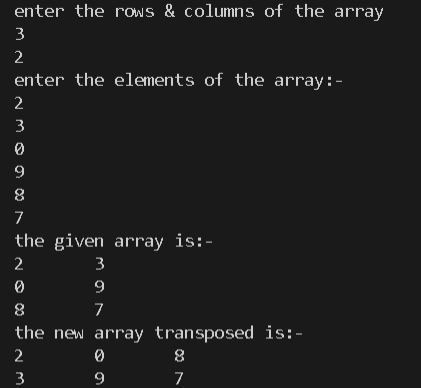 enter the rows & columns of the array
3
2
enter the elements of the array:-
2
3
0
9
8
7
the given array is:-
2 3
0 9
8 7
the new array transposed is:-
2 0 8
3 9 7